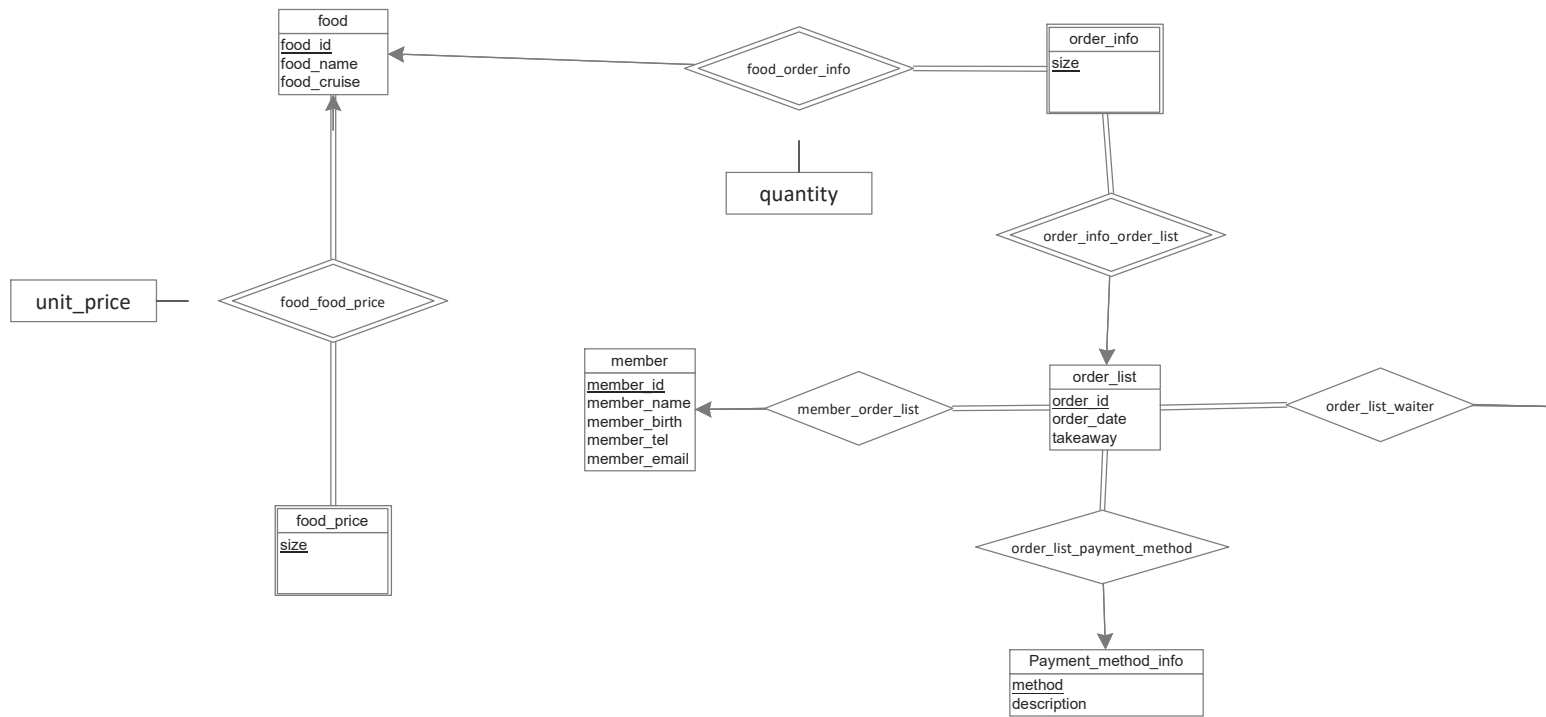 food
food_id
food_name
food_cruise
food_order_info
order_info
size
quantity
order_info_order_list
unit_price
food_food_price
member
member_id
member_name
member_birth
member_tel
member_email
member_order_list
order_list
order_id
order_date
takeaway
order_list_waiter
food_price
size
order_list_payment_method
Payment_method_info
method
description